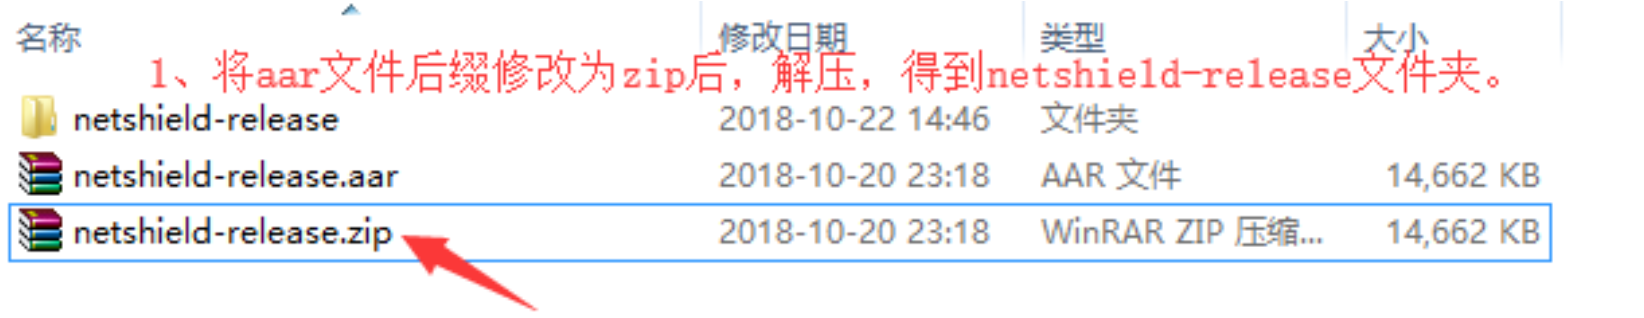 名称 修改日期 类型 大小
1、将aar文件后缀修改为zip后，解压，得到netshield-release文件夹。
netshield-release 2018-10-22 14:46 文件夹
netshield-release.aar 2018-10-20 23:18 AAR 文件 14,662 KB
netshield-release.zip 2018-10-20 23:18 WinRAR ZIP 压缩... 14,662 KB